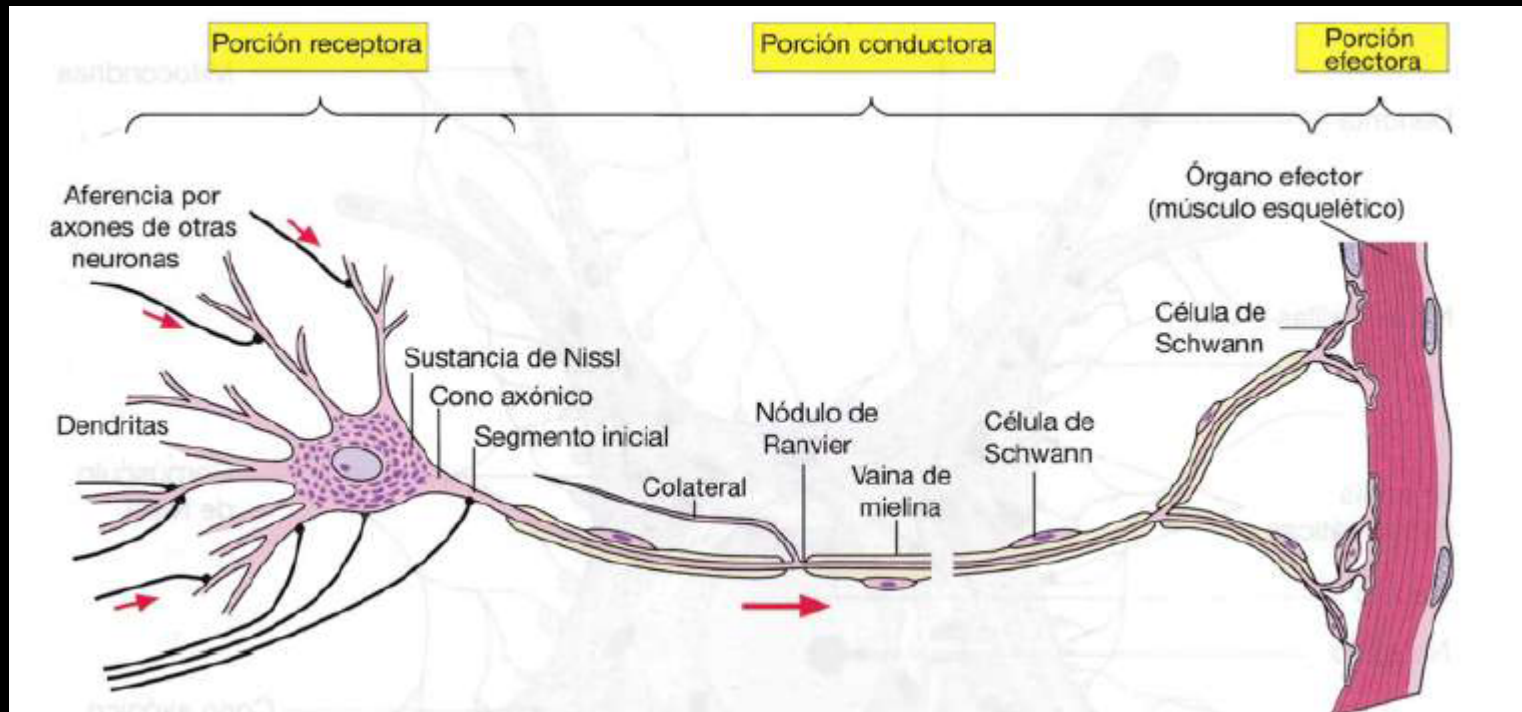 Porción receptora
Porción conductora
Porción
efectora
Aferencia por
axones de otras
neuronas
Órgano efector
(músculo esquelético)
Célula de
Schwann
Sustancia de Nissl
Cono axónico
Segmento inicial
Dendritas
Colateral
Nódulo de
Ranvier
Vaina de
mielina
Célula de
Schwann